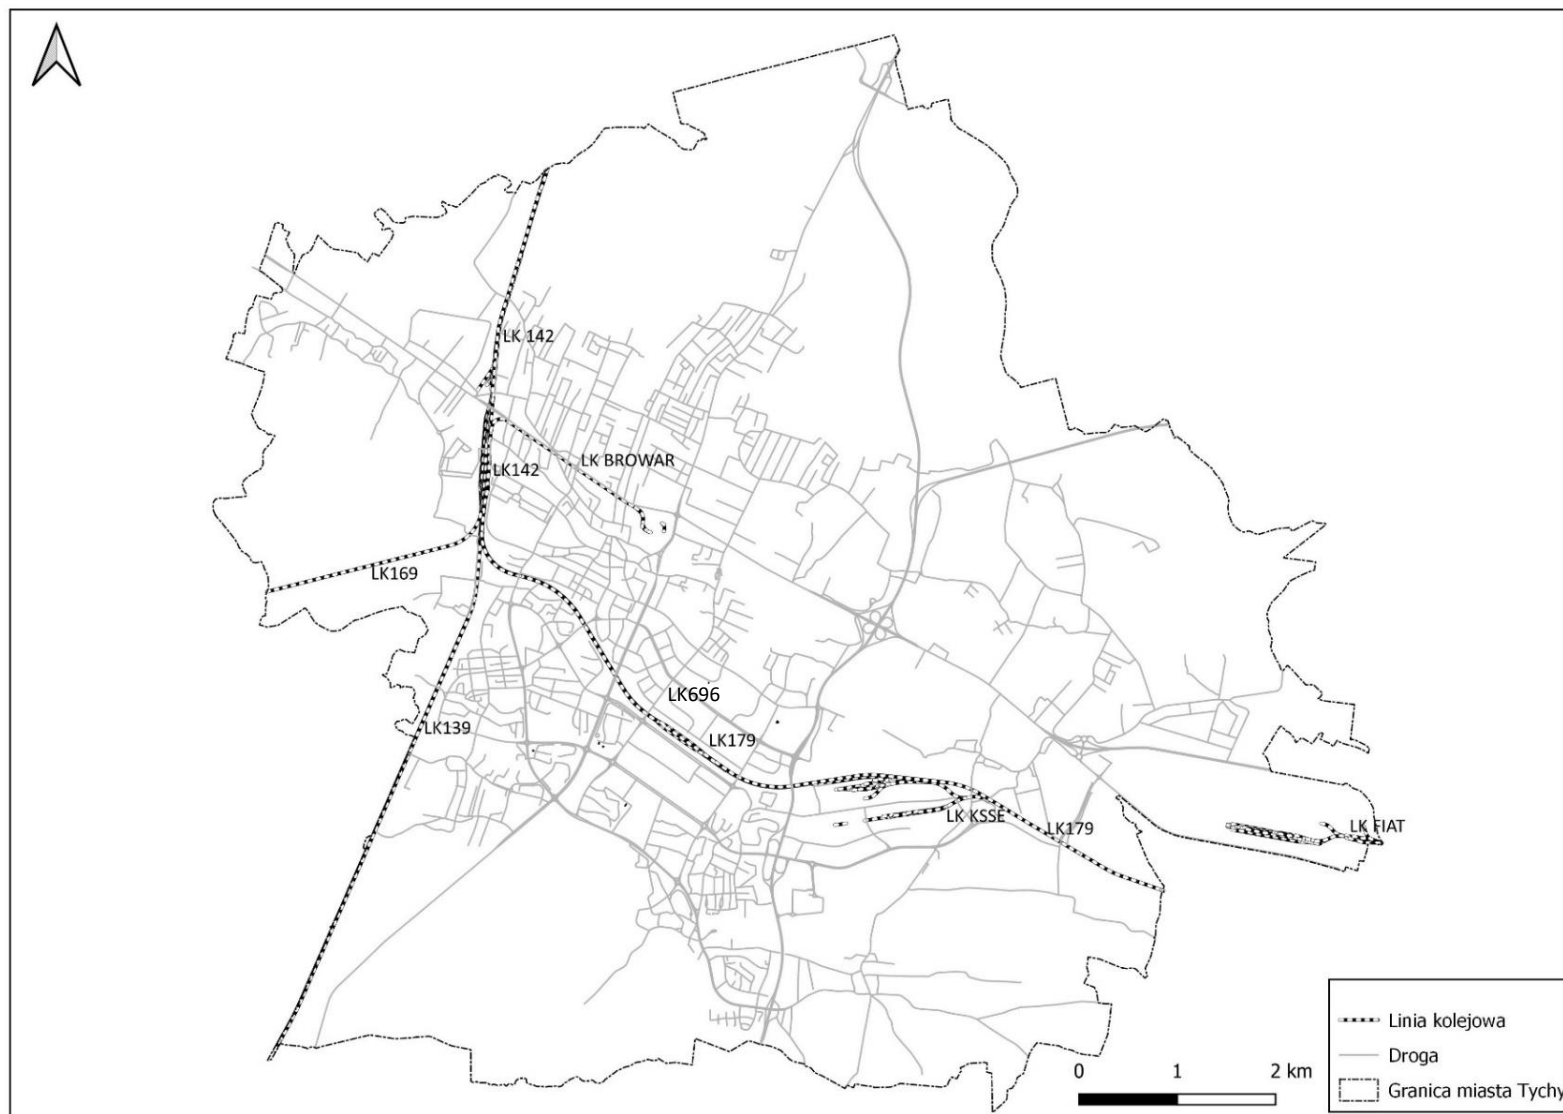 LK 142
LK BROWAR
LK142
LK169
LK696
LK139
LK179
LK KSSE
LK179
LK FIAT
Linia kolejowa
Droga
Granica miasta Tychy
0 1 2 km